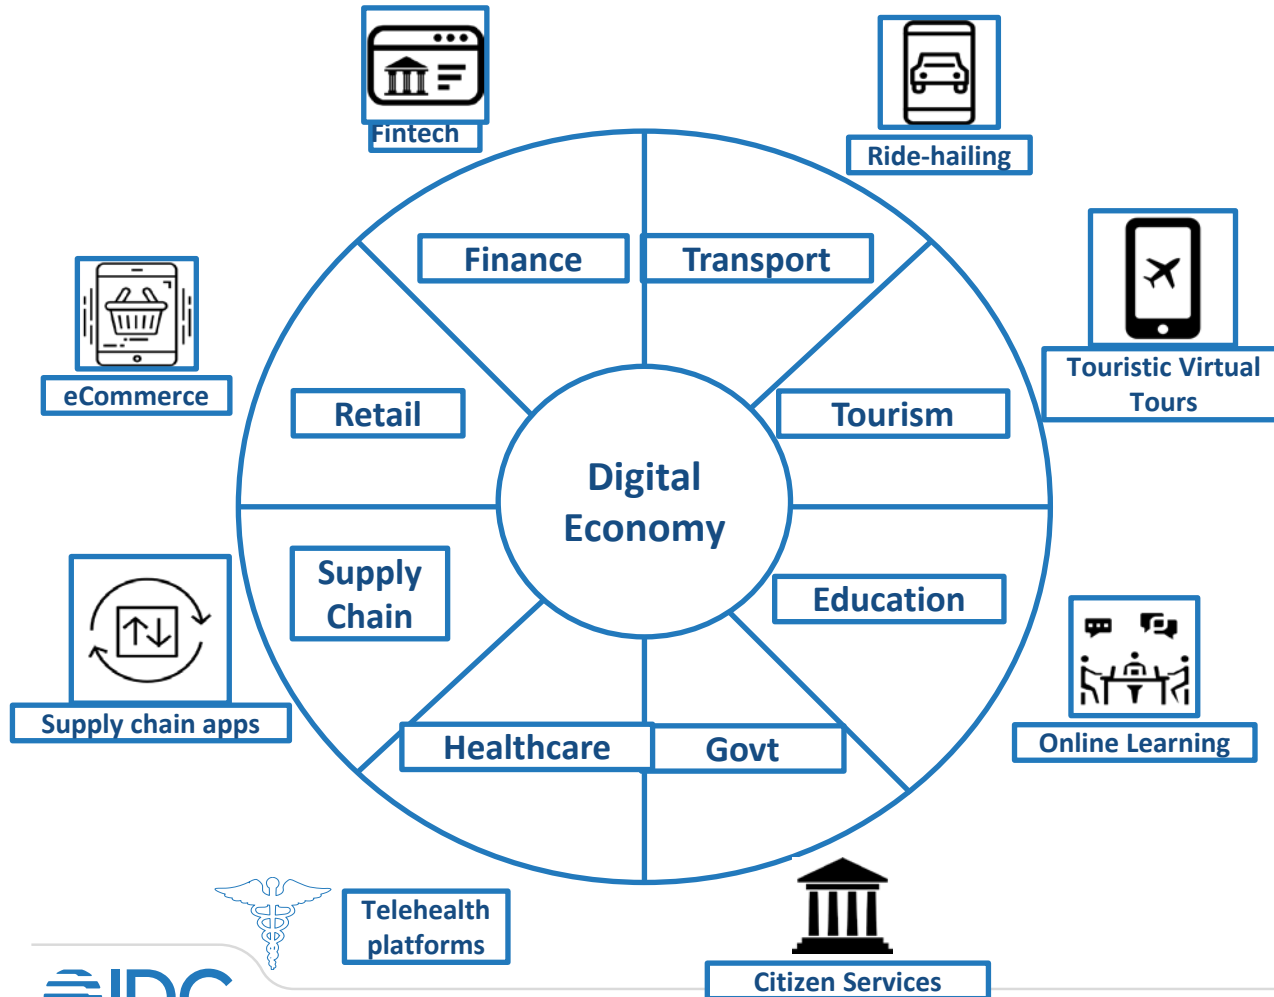 Fintech
Ride-hailing
Finance
Transport
eCommerce
Touristic Virtual
Tours
Retail
Tourism
Digital
Economy
Supply
Chain
Education
Supply chain apps
Online Learning
Healthcare
Govt
Telehealth
platforms
Citizen Services
IDC